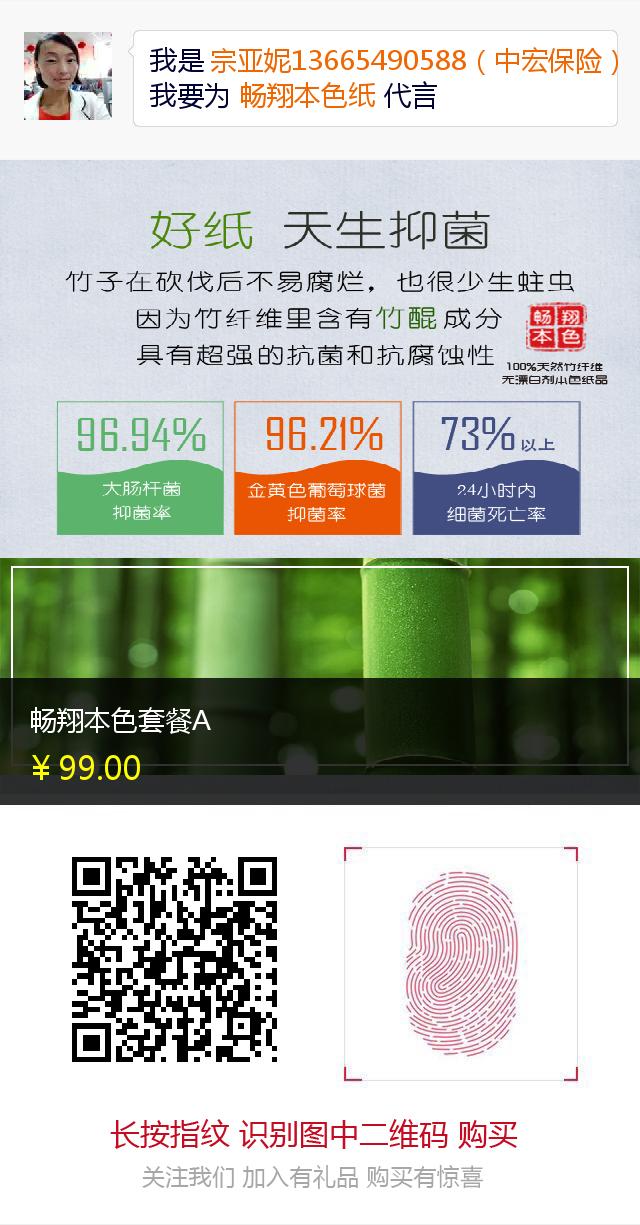 我是 宗亚妮13665490588（中宏保险）
我要为 畅翔本色纸 代言
好纸 天生抑菌
竹子在砍伐后不易腐烂，也很少生蛀虫
因为竹纤维里含有竹醌成分
具有超强的抗菌和抗腐蚀性
畅翔
本色
100%天然竹纤维
无漂白剂本色纸品
96.94%
大肠杆菌
抑菌率
96.21%
金黄色葡萄球菌
抑菌率
73%以上
24小时内
细菌死亡率
畅翔本色套餐A
¥ 99.00
长按指纹 识别图中二维码 购买
关注我们 加入有礼品 购买有惊喜